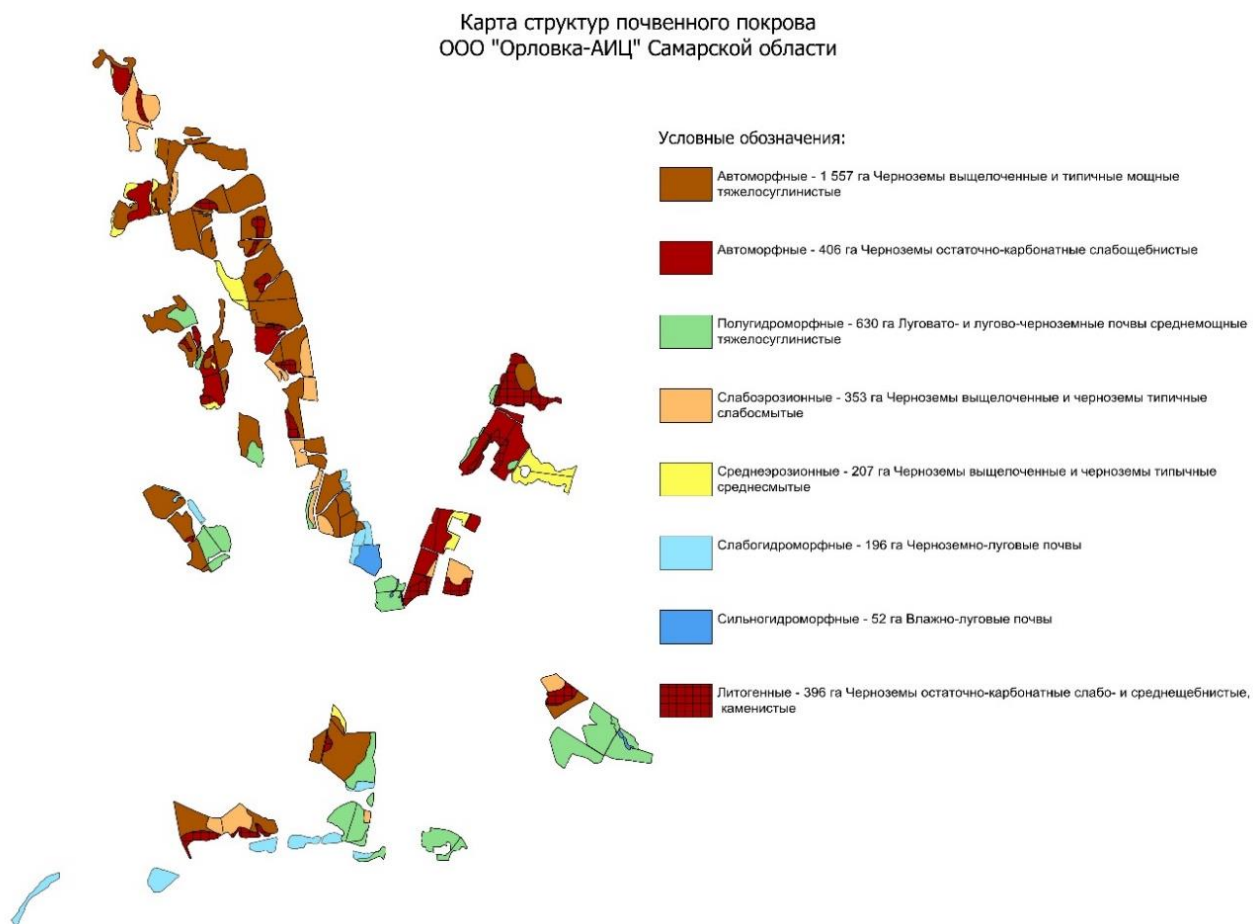 Карта структур почвенного покрова
ООО "Орловка-АИЦ" Самарской области
Условные обозначения:
Автоморфные - 1 557 га Черноземы выщелоченные и типичные мощные
тяжелосуглинистые
Автоморфные - 406 га Черноземы остаточно-карбонатные слабощебнистые
Полугидроморфные - 630 га Луговато- и лугово-черноземные почвы среднемощные
тяжелосуглинистые
Слабоэрозионные - 353 га Черноземы выщелоченные и черноземы типичные
слабосмытые
Среднеэрозионные - 207 га Черноземы выщелоченные и черноземы типычные
среднесмытые
Слабогидроморфные - 196 га Черноземно-луговые почвы
Сильногидроморфные - 52 га Влажно-луговые почвы
Литогенные - 396 га Черноземы остаточно-карбонатные слабо- и среднещебнистые,
каменистые